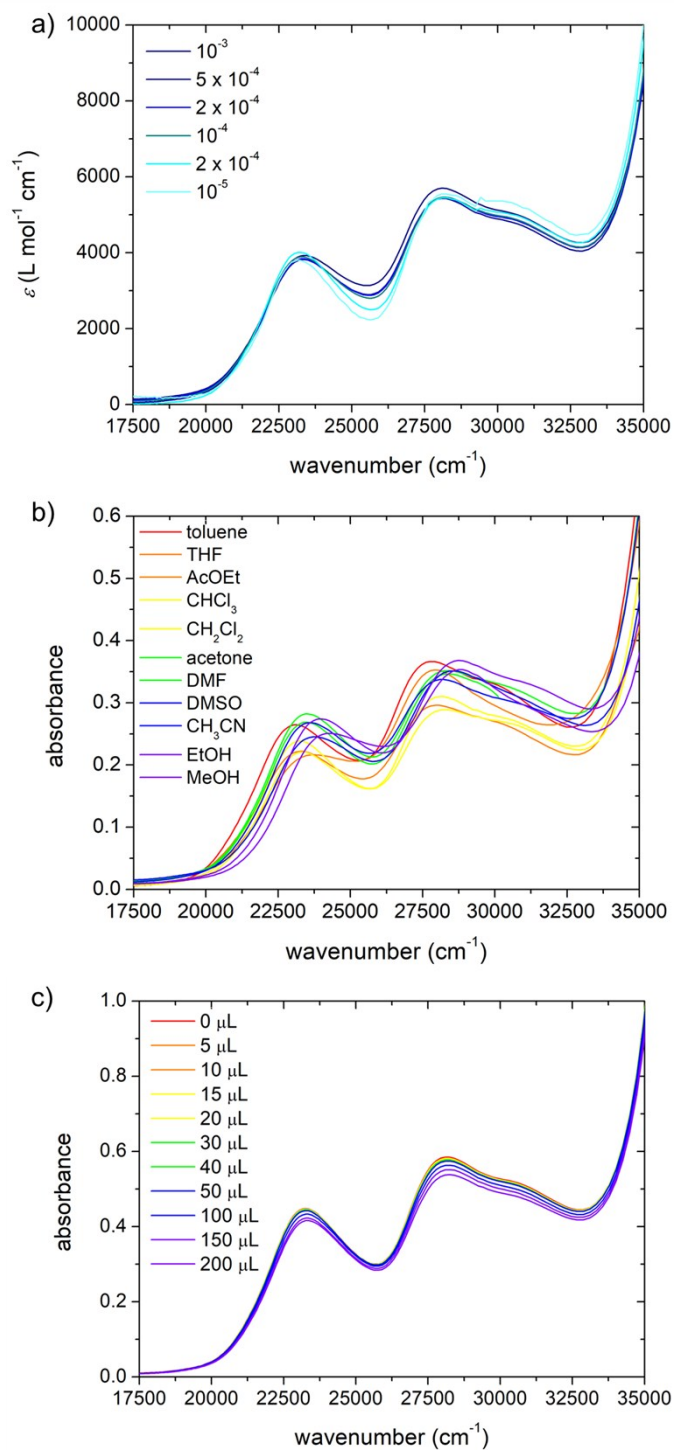 a)
10000
8000
6000
4000
2000
0
ε (L mol⁻¹ cm⁻¹)
10⁻³
5 x 10⁻⁴
2 x 10⁻⁴
10⁻⁴
2 x 10⁻⁴
10⁻⁵
17500 20000 22500 25000 27500 30000 32500 35000
wavenumber (cm⁻¹)
b)
0.6
0.5
0.4
0.3
0.2
0.1
0.0
absorbance
toluene
THF
AcOEt
CHCl₃
CH₂Cl₂
acetone
DMF
DMSO
CH₃CN
EtOH
MeOH
17500 20000 22500 25000 27500 30000 32500 35000
wavenumber (cm⁻¹)
c)
1.0
0.8
0.6
0.4
0.2
0.0
absorbance
0 μL
5 μL
10 μL
15 μL
20 μL
30 μL
40 μL
50 μL
100 μL
150 μL
200 μL
17500 20000 22500 25000 27500 30000 32500 35000
wavenumber (cm⁻¹)